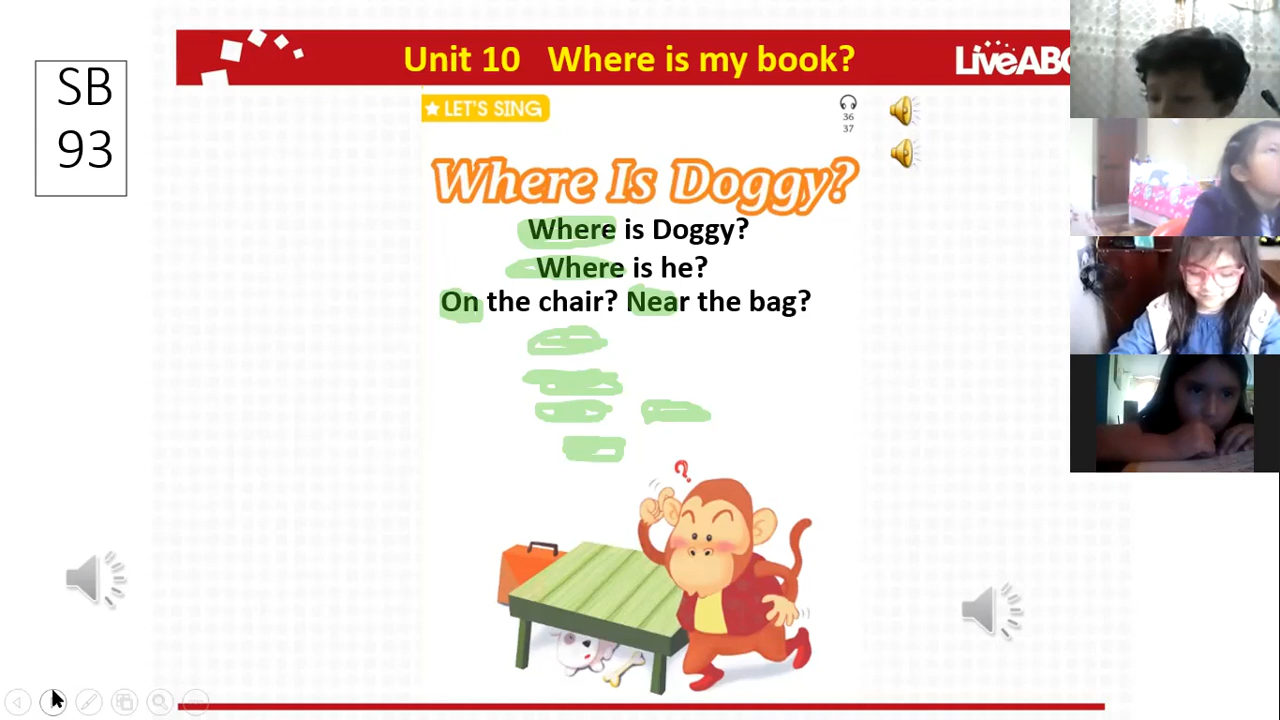 SB
93
Unit 10 Where is my book?
LiveABC
★ LET'S SING
36
37
Where Is Doggy?
Where is Doggy?
Where is he?
On the chair? Near the bag?
?